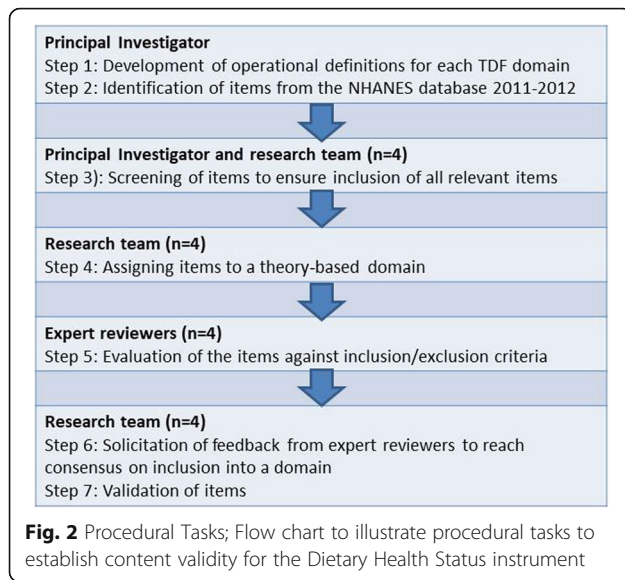 Principal Investigator
Step 1: Development of operational definitions for each TDF domain
Step 2: Identification of items from the NHANES database 2011-2012
Principal Investigator and research team (n=4)
Step 3): Screening of items to ensure inclusion of all relevant items
Research team (n=4)
Step 4: Assigning items to a theory-based domain
Expert reviewers (n=4)
Step 5: Evaluation of the items against inclusion/exclusion criteria
Research team (n=4)
Step 6: Solicitation of feedback from expert reviewers to reach
consensus on inclusion into a domain
Step 7: Validation of items
Fig. 2 Procedural Tasks; Flow chart to illustrate procedural tasks to
establish content validity for the Dietary Health Status instrument